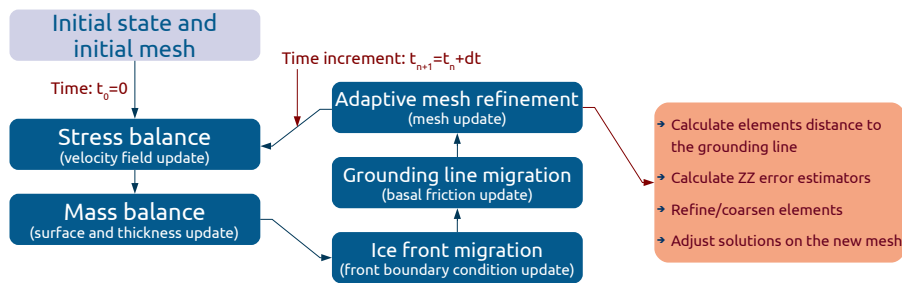 Initial state and
initial mesh
Time: t0=0
Time increment: tn+1=tn+dt
Stress balance
(velocity field update)
Mass balance
(surface and thickness update)
Adaptive mesh refinement
(mesh update)
Grounding line migration
(basal friction update)
Ice front migration
(front boundary condition update)
Calculate elements distance to
the grounding line
Calculate ZZ error estimators
Refine/coarsen elements
Adjust solutions on the new mesh